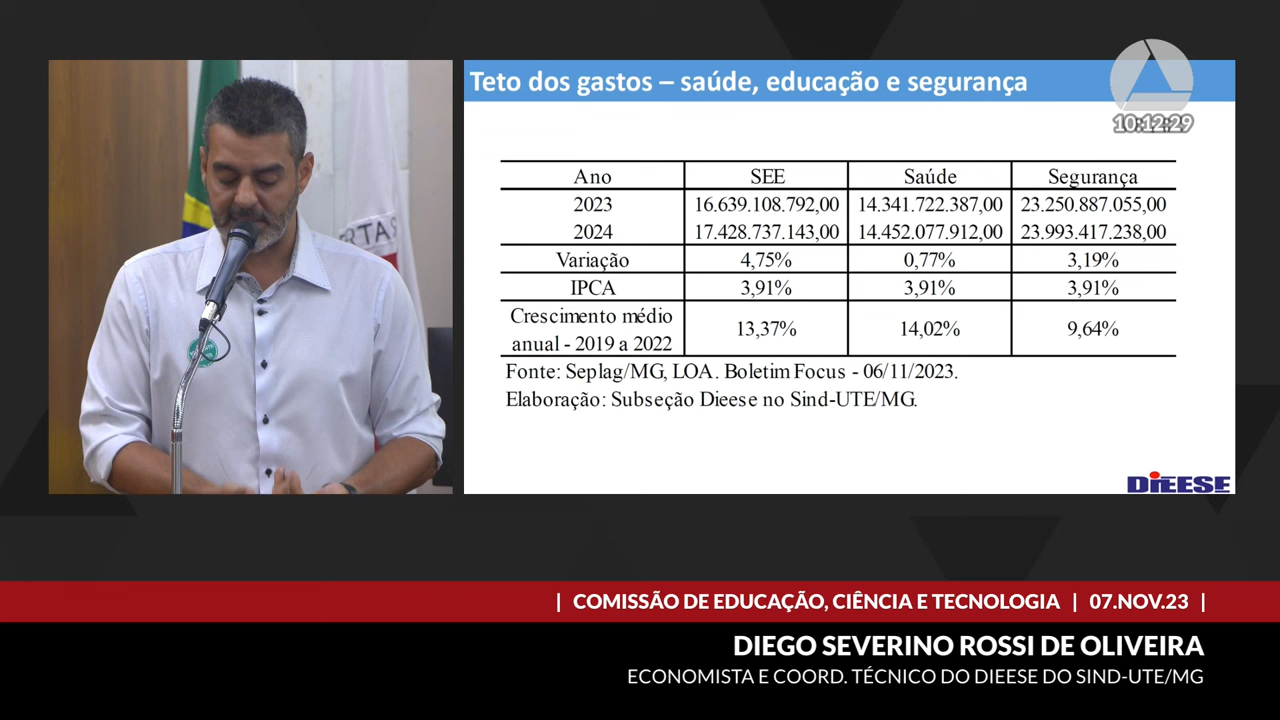 Teto dos gastos – saúde, educação e segurança
10:12:29
Ano SEE Saúde Segurança
2023 16.639.108.792,00 14.341.722.387,00 23.250.887.055,00
2024 17.428.737.143,00 14.452.077.912,00 23.993.417.238,00
Variação 4,75% 0,77% 3,19%
IPCA 3,91% 3,91% 3,91%
Crescimento médio
anual - 2019 a 2022 13,37% 14,02% 9,64%
Fonte: Seplag/MG, LOA. Boletim Focus - 06/11/2023.
Elaboração: Subseção Dieese no Sind-UTE/MG.
DIEESE
| COMISSÃO DE EDUCAÇÃO, CIÊNCIA E TECNOLOGIA | 07.NOV.23 |
DIEGO SEVERINO ROSSI DE OLIVEIRA
ECONOMISTA E COORD. TÉCNICO DO DIEESE DO SIND-UTE/MG